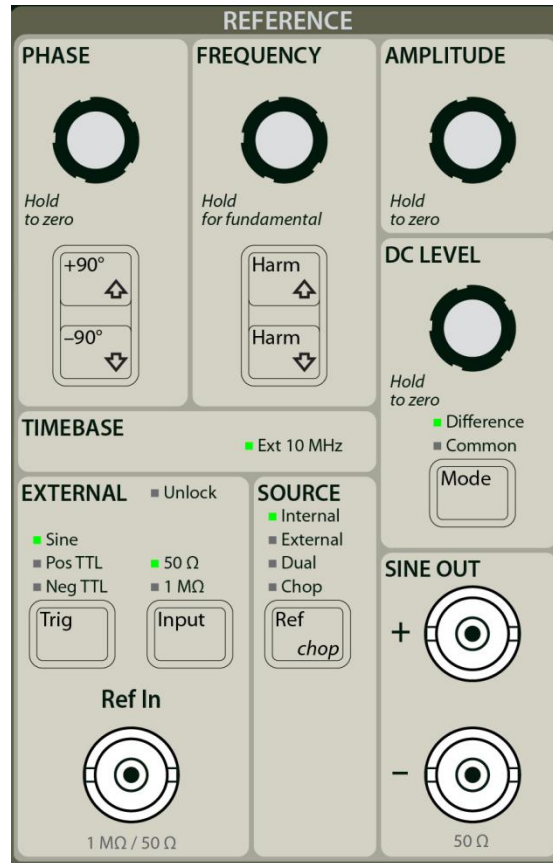 REFERENCE
PHASE
Hold
to zero
+90°
–90°
FREQUENCY
Hold
for fundamental
Harm
Harm
AMPLITUDE
Hold
to zero
DC LEVEL
Hold
to zero
Difference
Common
Mode
TIMEBASE
Ext 10 MHz
EXTERNAL
Unlock
Sine
Pos TTL
Neg TTL
50 Ω
1 MΩ
Trig
Input
Ref In
1 MΩ / 50 Ω
SOURCE
Internal
External
Dual
Chop
Ref
chop
SINE OUT
+
–
50 Ω